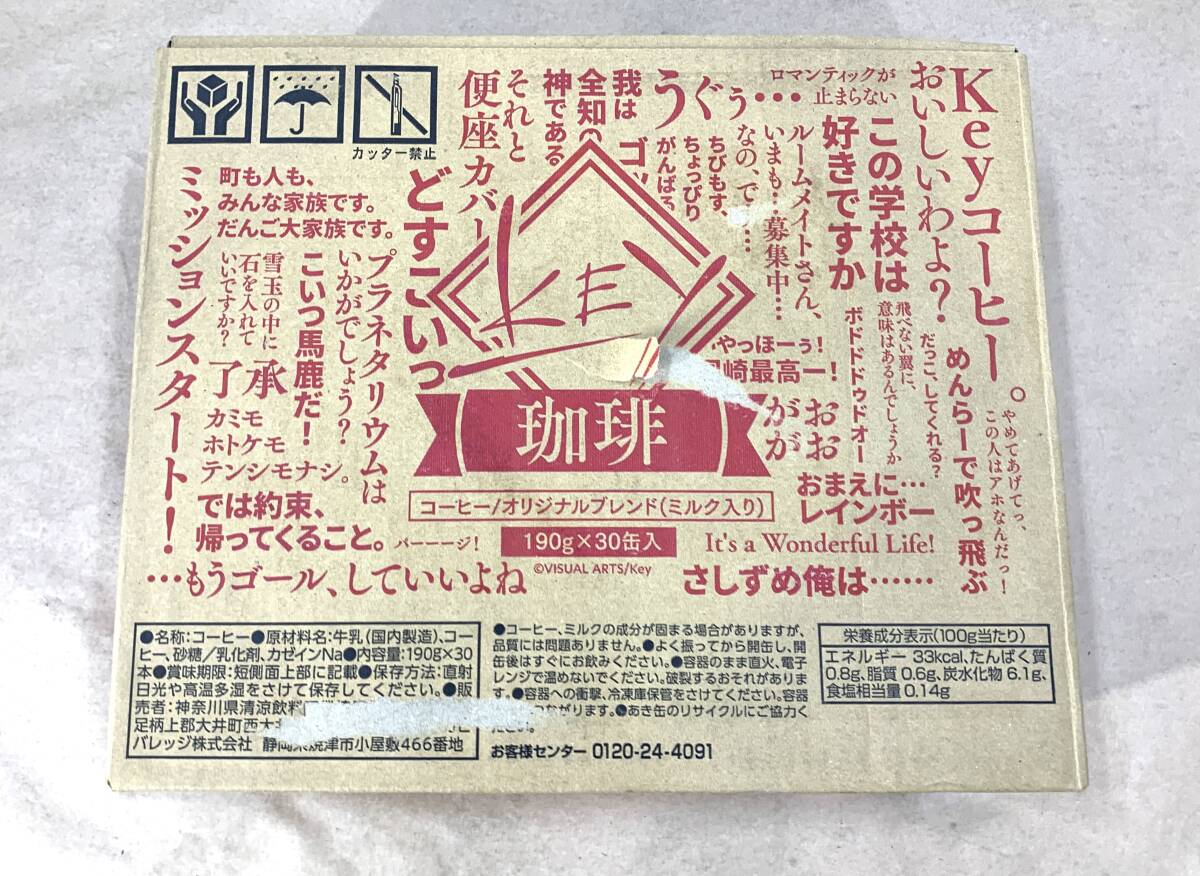 Keyコーヒー。
おいしいわよ?
ロマンティックが
止まらない
この学校は
好きですか
うぐぅ…
我は
全知の
神である
それと
便座カバー
カッター禁止
ルームメイトさん、
いまも…募集中…
なの、で
ちびもす、
ちょっぴり
がんばる
どすこいっ
町も人も、
みんな家族です。
だんご大家族です。
ミッションスタート!
プラネタリウムは
いかがでしょう?
こいつ馬鹿だ!
雪玉の中に
石を入れて
いいですか?
了承
カミモ
ホトケモ
テンシモナシ。
では約束、
帰ってくること。
パーーージ!
…もうゴール、していいよね
KEY
珈琲
コーヒー/オリジナルブレンド(ミルク入り)
190g×30缶入
©VISUAL ARTS/Key
やっほーぅ!
崎最高ー!
飛べない翼に、
意味はあるんでしょうか
ボドドドゥドオー
だっこ、してくれる?
めんらーで吹っ飛ぶ
やめてあげてっ、
この人はアホなんだっ!
おお
がが
おまえに…
レインボー
It's a Wonderful Life!
さしずめ俺は……
●名称:コーヒー●原材料名:牛乳(国内製造)、コー
ヒー、砂糖/乳化剤、カゼインNa●内容量:190g×30
本●賞味期限:短側面上部に記載●保存方法:直射
日光や高温多湿をさけて保存してください。●販
売者:神奈川県清涼飲料
足柄上郡大井町西大
バレッジ株式会社 静岡県焼津市小屋敷466番地
●コーヒー、ミルクの成分が固まる場合がありますが、
品質には問題ありません。●よく振ってから開缶し、開
缶後はすぐにお飲みください。●容器のまま直火、電子
レンジで温めないでください。破裂するおそれがありま
す。●容器への衝撃、冷凍庫保管をさけてください。容器
つながります。●あき缶のリサイクルにご協力く
ださい。
お客様センター 0120-24-4091
栄養成分表示(100g当たり)
エネルギー 33kcal、たんぱく質
0.8g、脂質 0.6g、炭水化物 6.1g、
食塩相当量 0.14g